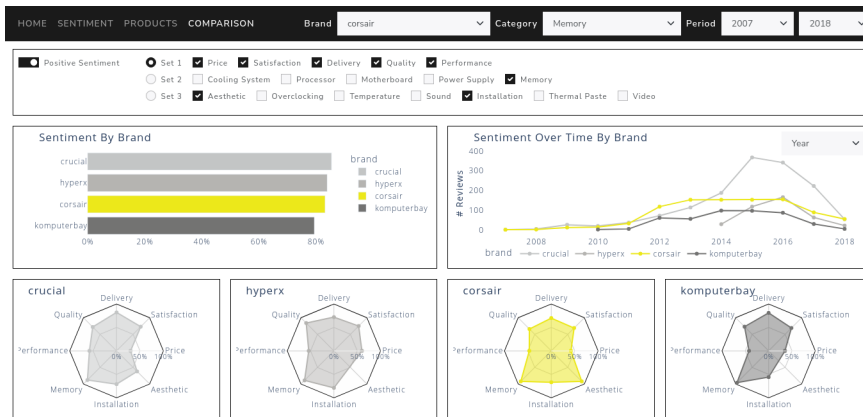 HOME SENTIMENT PRODUCTS COMPARISON Brand corsair Category Memory Period 2007 2018
Positive Sentiment Set 1 Price Satisfaction Delivery Quality Performance
Set 2 Cooling System Processor Motherboard Power Supply Memory
Set 3 Aesthetic Overclocking Temperature Sound Installation Thermal Paste Video
Sentiment By Brand
crucial
hyperx
corsair
komputerbay
0% 20% 40% 60% 80%
brand
crucial
hyperx
corsair
komputerbay
Sentiment Over Time By Brand
Year
# Reviews
400
300
200
100
0
2008 2010 2012 2014 2016 2018
brand crucial hyperx corsair komputerbay
crucial
Delivery
Quality Satisfaction
Performance 0% 50% 100% Price
Memory Aesthetic
Installation
hyperx
Delivery
Quality Satisfaction
Performance 0% 50% 100% Price
Memory Aesthetic
Installation
corsair
Delivery
Quality Satisfaction
Performance 0% 50% 100% Price
Memory Aesthetic
Installation
komputerbay
Delivery
Quality Satisfaction
Performance 0% 50% 100% Price
Memory Aesthetic
Installation